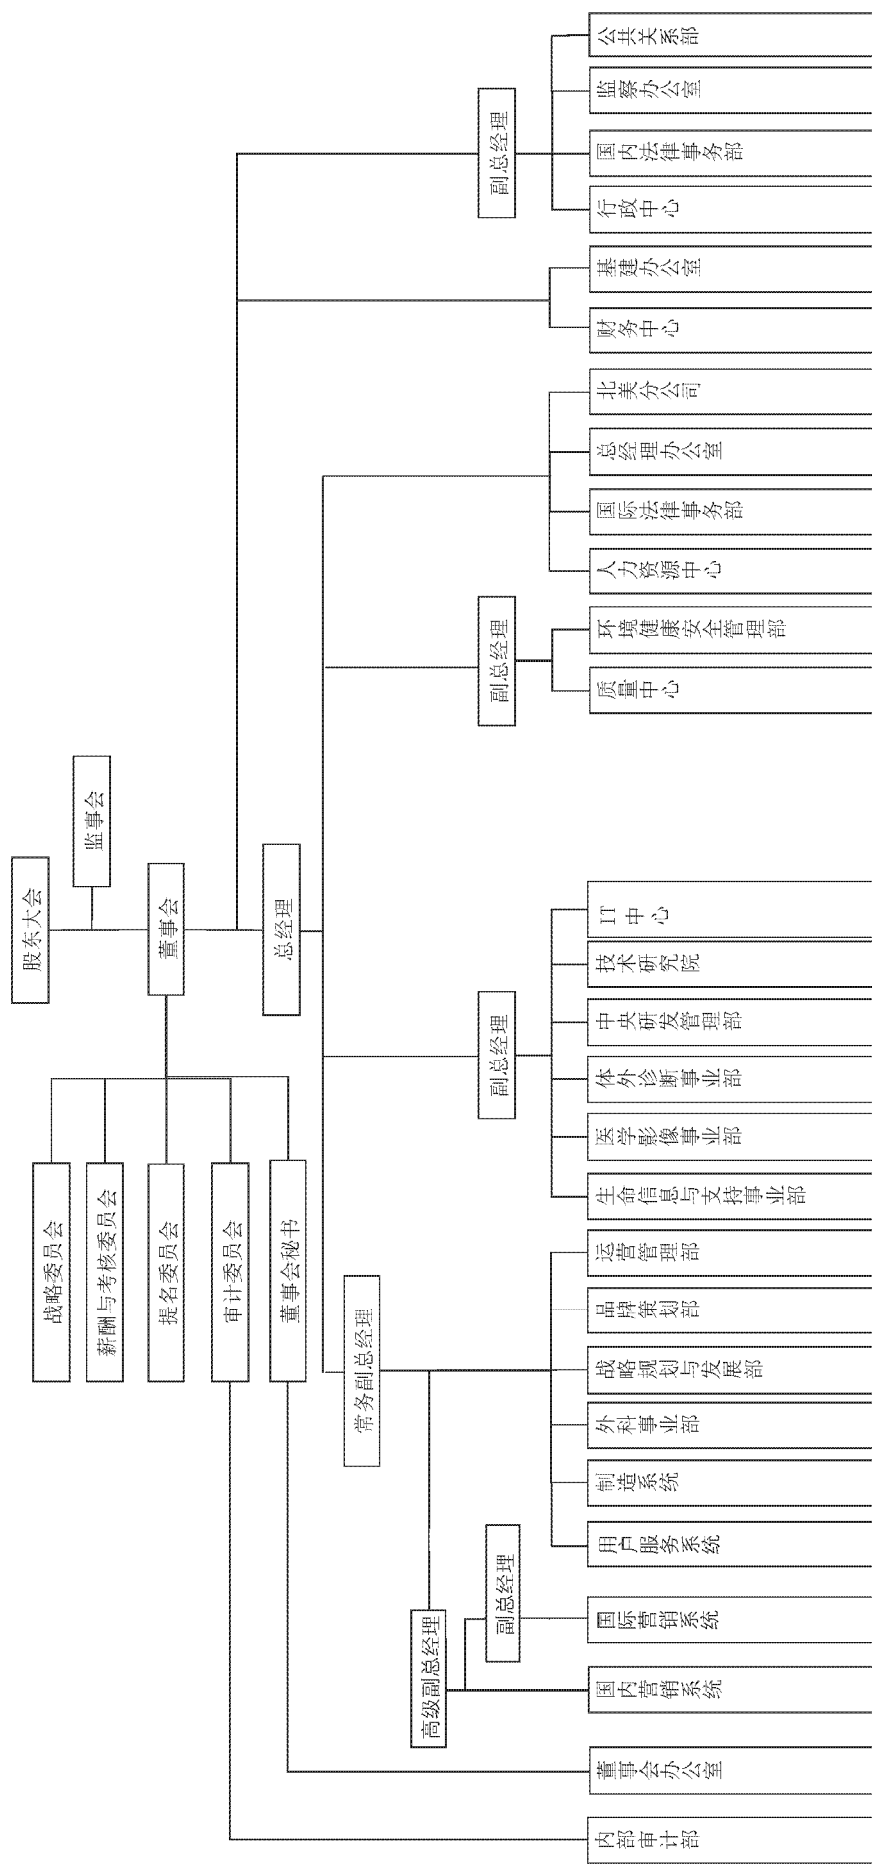 股东大会
监事会
董事会
战略委员会
薪酬与考核委员会
提名委员会
审计委员会
董事会秘书
总经理
常务副总经理
高级副总经理
副总经理
副总经理
副总经理
副总经理
内部审计部
董事会办公室
国内营销系统
国际营销系统
用户服务系统
制造系统
外科事业部
战略规划与发展部
品牌策划部
运营管理部
生命信息与支持事业部
医学影像事业部
体外诊断事业部
中央研发管理部
技术研究院
IT中心
质量中心
环境健康安全管理部
人力资源中心
国际法律事务部
总经理办公室
北美分公司
财务中心
基建办公室
行政中心
国内法律事务部
监察办公室
公共关系部